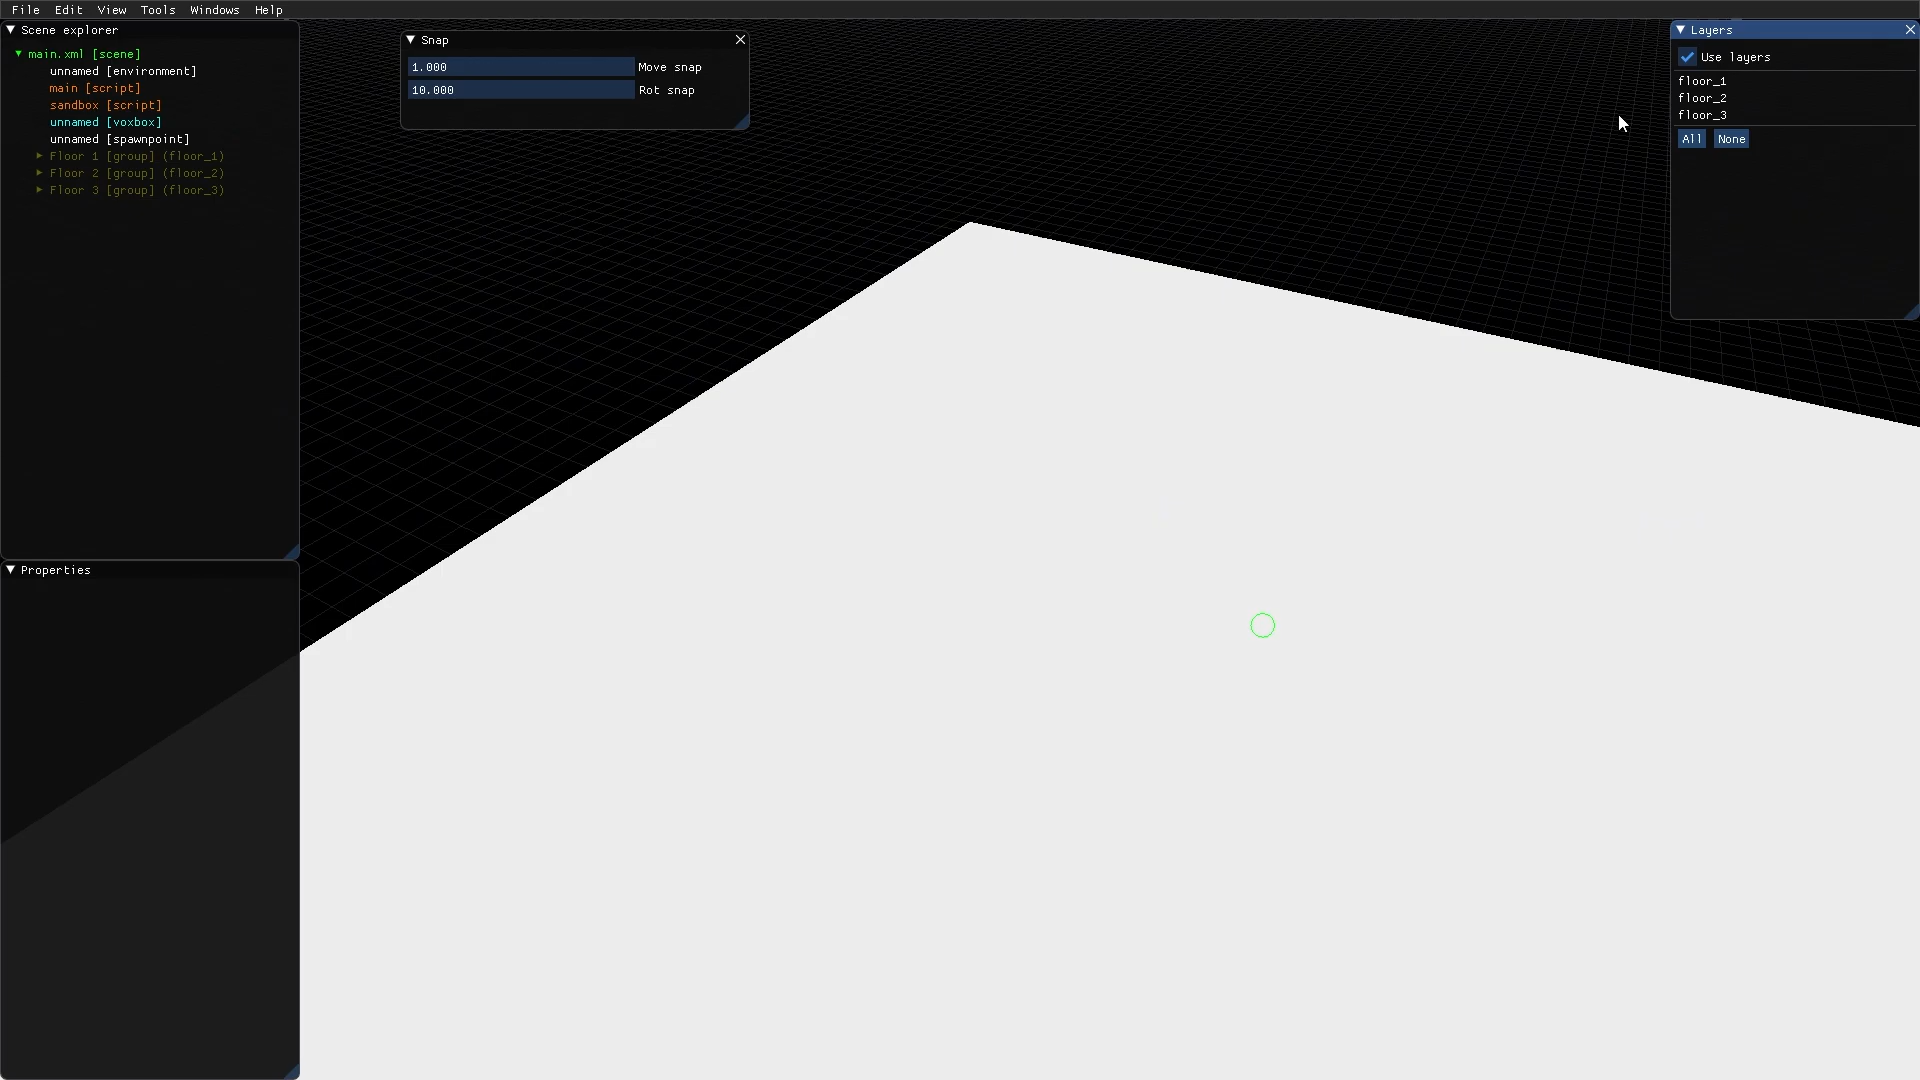 File Edit View Tools Windows Help
Scene explorer
main.xml [scene]
unnamed [environment]
main [script]
sandbox [script]
unnamed [voxbox]
unnamed [spawnpoint]
Floor 1 [group] (floor_1)
Floor 2 [group] (floor_2)
Floor 3 [group] (floor_3)
Properties
Snap
1.000 Move snap
10.000 Rot snap
Layers
Use layers
floor_1
floor_2
floor_3
All None